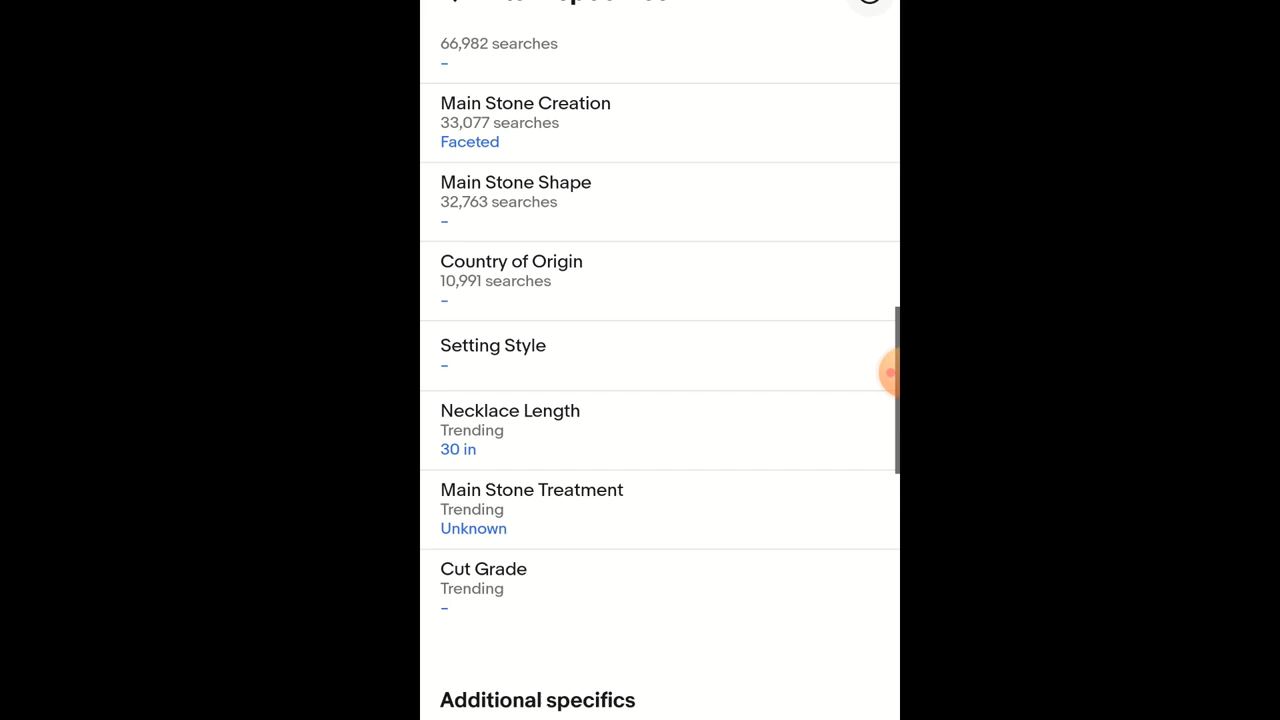 66,982 searches
–
Main Stone Creation
33,077 searches
Faceted
Main Stone Shape
32,763 searches
–
Country of Origin
10,991 searches
–
Setting Style
–
Necklace Length
Trending
30 in
Main Stone Treatment
Trending
Unknown
Cut Grade
Trending
–
Additional specifics